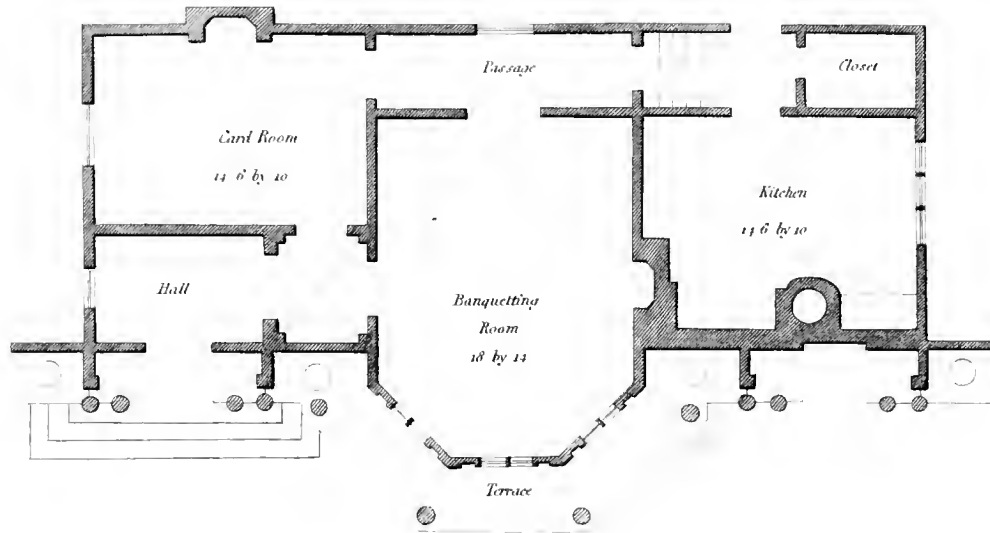 Passage
Closet
Card Room
14 6 by 10
Kitchen
14 6 by 10
Hall
Banquetting
Room
18 by 14
Terrace